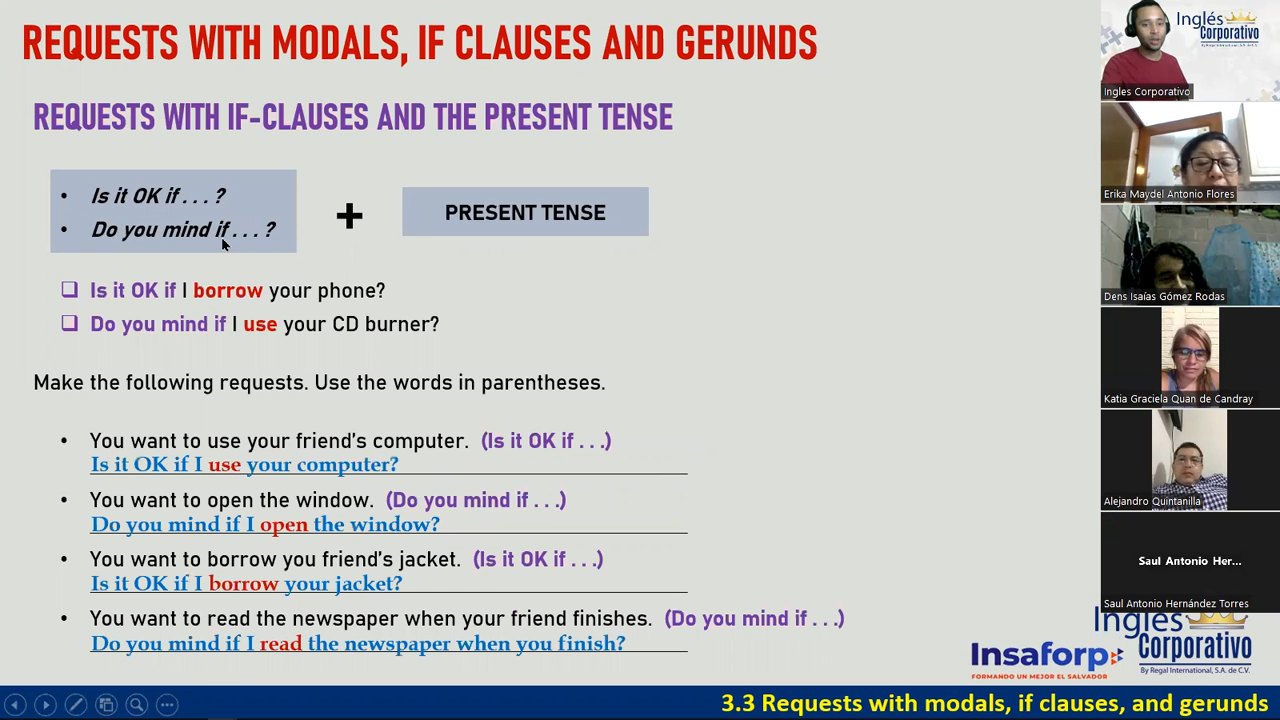 REQUESTS WITH MODALS, IF CLAUSES AND GERUNDS
REQUESTS WITH IF-CLAUSES AND THE PRESENT TENSE
• Is it OK if . . . ?
• Do you mind if . . . ?
+
PRESENT TENSE
❑ Is it OK if I borrow your phone?
❑ Do you mind if I use your CD burner?
Make the following requests. Use the words in parentheses.
• You want to use your friend’s computer. (Is it OK if . . .)
Is it OK if I use your computer?
• You want to open the window. (Do you mind if . . .)
Do you mind if I open the window?
• You want to borrow you friend’s jacket. (Is it OK if . . .)
Is it OK if I borrow your jacket?
• You want to read the newspaper when your friend finishes. (Do you mind if . . .)
Do you mind if I read the newspaper when you finish?
Inglés
Corporativo
By Regal International, S.A. de C.V.
Ingles Corporativo
Erika Maydel Antonio Flores
Dens Isaías Gómez Rodas
Katia Graciela Quan de Candray
Alejandro Quintanilla
Saul Antonio Her...
Saul Antonio Hernández Torres
Insaforp
FORMANDO UN MEJOR EL SALVADOR
Inglés
Corporativo
By Regal International, S.A. de C.V.
3.3 Requests with modals, if clauses, and gerunds